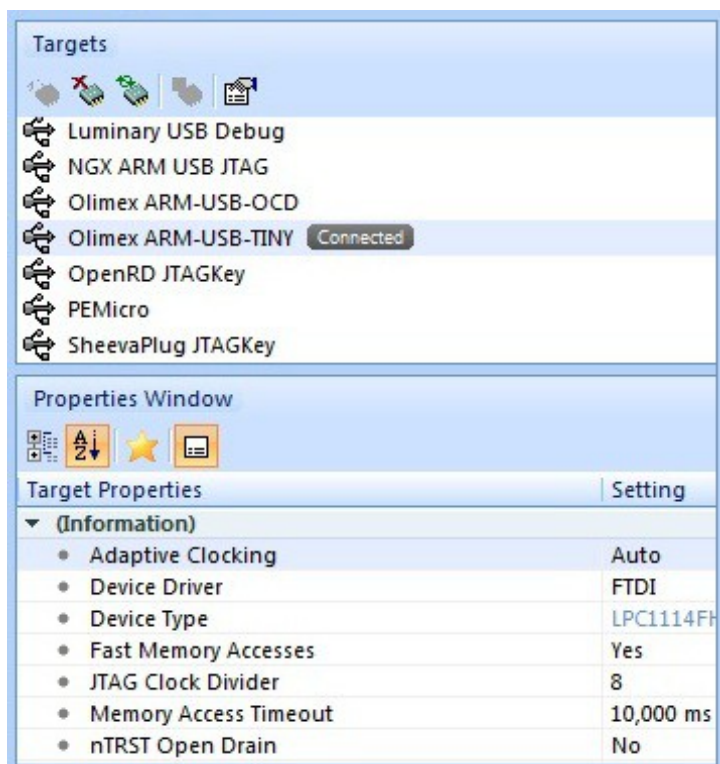 Targets
Luminary USB Debug
NGX ARM USB JTAG
Olimex ARM-USB-OCD
Olimex ARM-USB-TINY Connected
OpenRD JTAGKey
PEMicro
SheevaPlug JTAGKey
Properties Window
Target Properties Setting
(Information)
Adaptive Clocking Auto
Device Driver FTDI
Device Type LPC1114FH
Fast Memory Accesses Yes
JTAG Clock Divider 8
Memory Access Timeout 10,000 ms
nTRST Open Drain No